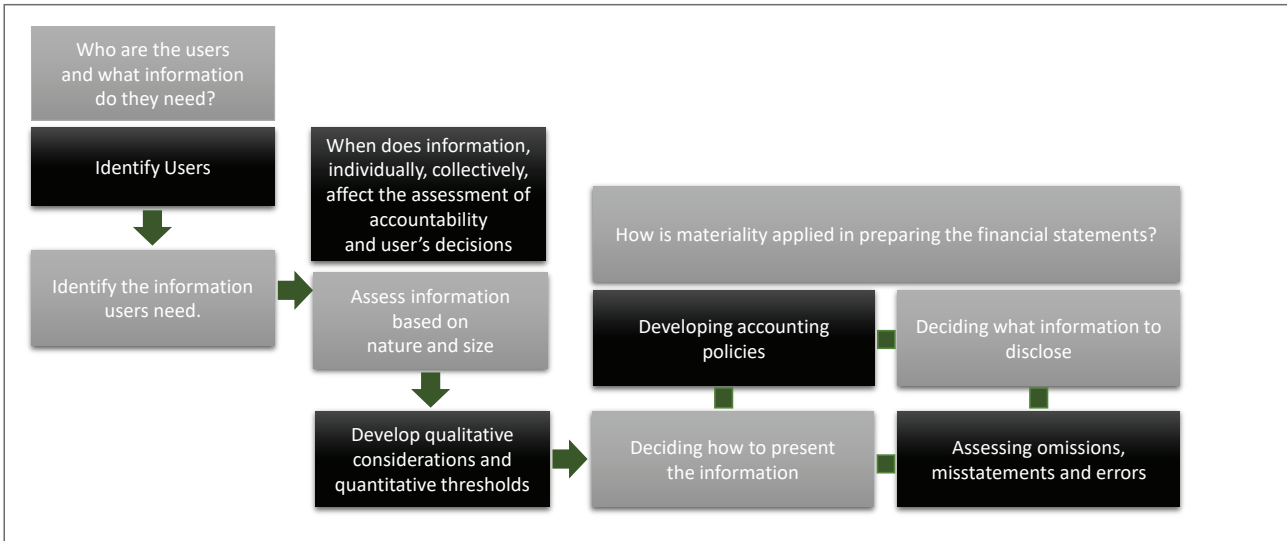 Who are the users
and what information
do they need?
Identify Users
Identify the information
users need.
When does information,
individually, collectively,
affect the assessment of
accountability
and user’s decisions
Assess information
based on
nature and size
Develop qualitative
considerations and
quantitative thresholds
How is materiality applied in preparing the financial statements?
Developing accounting
policies
Deciding what information to
disclose
Deciding how to present
the information
Assessing omissions,
misstatements and errors